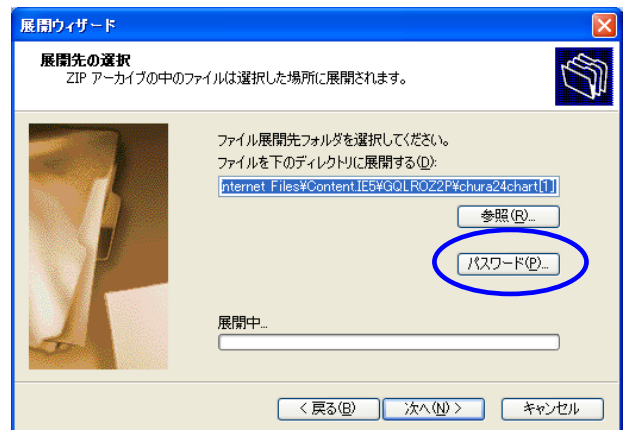 展開ウィザード
展開先の選択
ZIP アーカイブの中のファイルは選択した場所に展開されます。
ファイル展開先フォルダを選択してください。
ファイルを下のディレクトリに展開する(D):
nternet Files¥Content.IE5¥GQLROZ2P¥chura24chart[1]
参照(R)...
パスワード(P)...
展開中...
< 戻る(B)
次へ(N) >
キャンセル